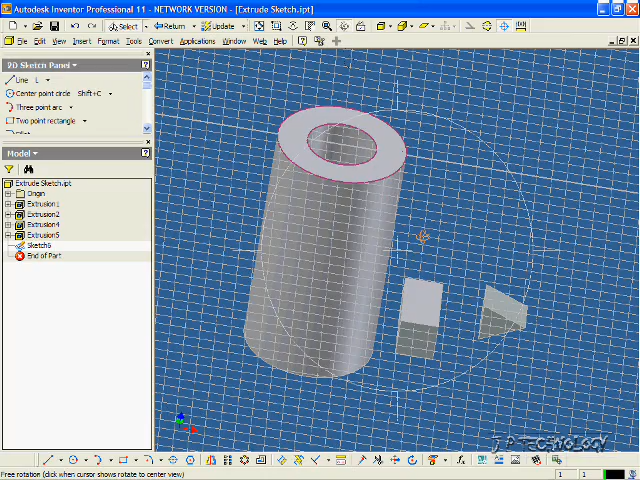 Autodesk Inventor Professional 11 - NETWORK VERSION - [Extrude Sketch.ipt]
Select Return Update
File Edit View Insert Format Tools Convert Applications Window Web Help
2D Sketch Panel
Line L
Center point circle Shift+C
Three point arc
Two point rectangle
Model
Extrude Sketch.ipt
Origin
Extrusion1
Extrusion2
Extrusion4
Extrusion5
Sketch6
End of Part
J.P TECHNOLOGY
Free rotation (click when cursor shows rotate to center view) 1 1